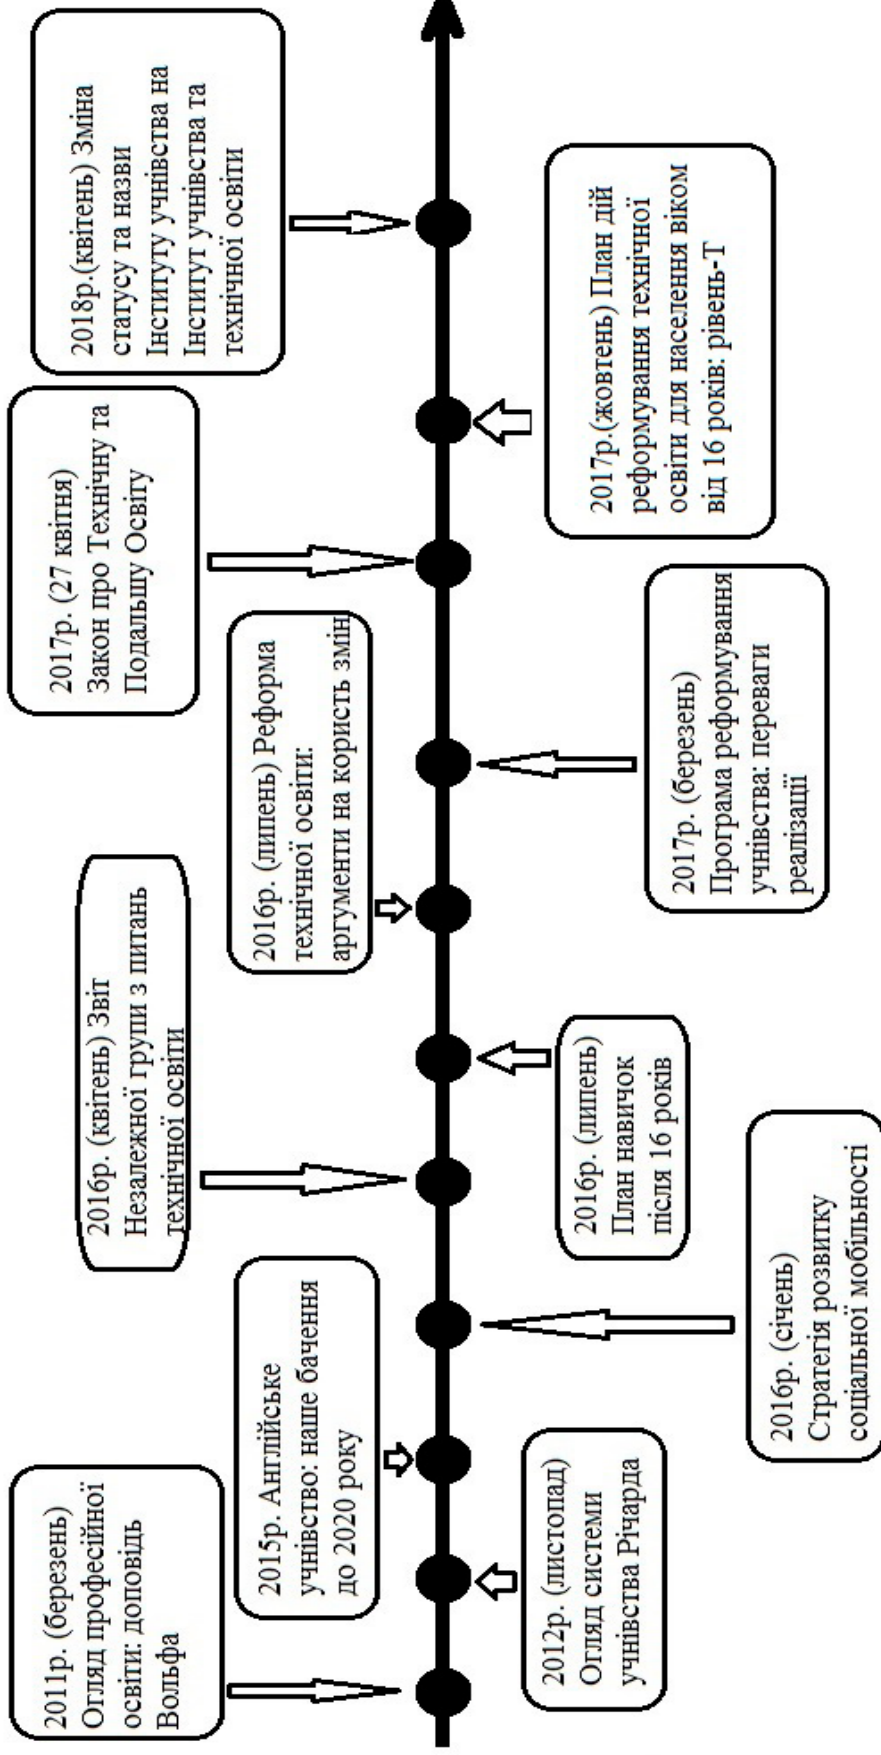 2011р. (березень)
Огляд професійної
освіти: доповідь
Вольфа
2012р. (листопад)
Огляд системи
учнівства Річарда
2015р. Англійське
учнівство: наше бачення
до 2020 року
2016р. (січень)
Стратегія розвитку
соціальної мобільності
2016р. (квітень) Звіт
Незалежної групи з питань
технічної освіти
2016р. (липень)
План навичок
після 16 років
2016р. (липень) Реформа
технічної освіти:
аргументи на користь змін
2017р. (березень)
Програма реформування
учнівства: переваги
реалізації
2017р. (27 квітня)
Закон про Технічну та
Подальшу Освіту
2017р.(жовтень) План дій
реформування технічної
освіти для населення віком
від 16 років: рівень-Т
2018р.(квітень) Зміна
статусу та назви
Інституту учнівства на
Інститут учнівства та
технічної освіти